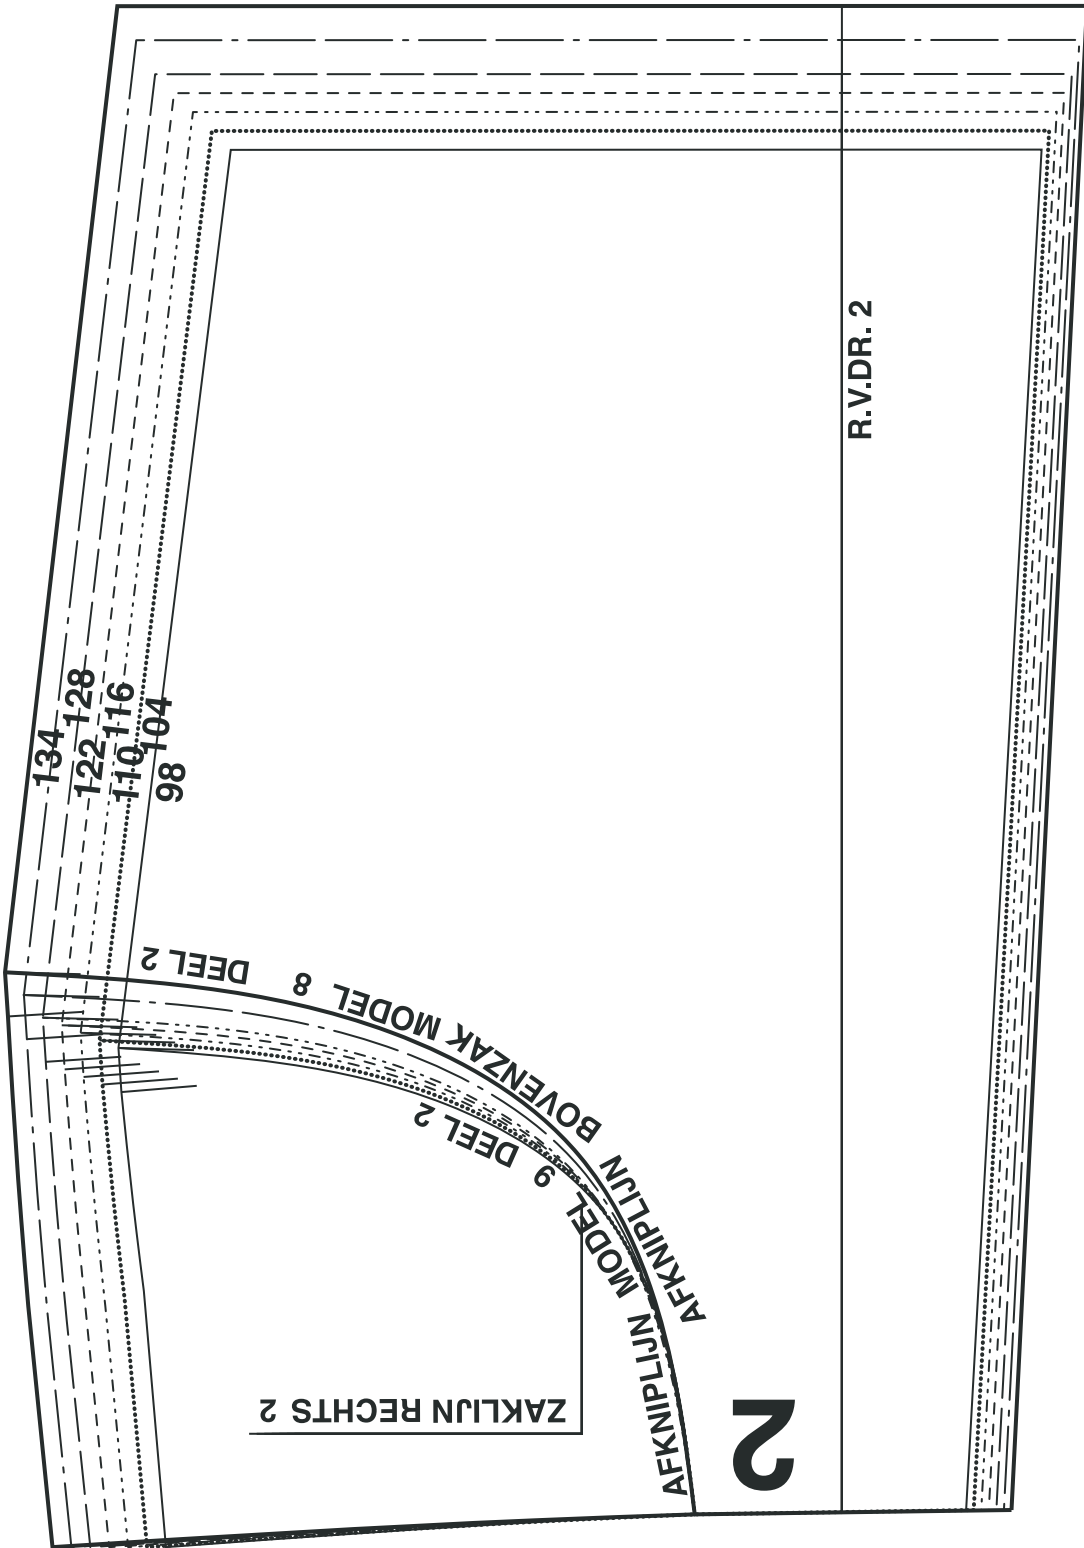 134
128
122
116
110
104
98
R.V.DR. 2
AFKNIPLIJN BOVENZAK MODEL 8 DEEL 2
AFKNIPLIJN MODEL 9 DEEL 2
ZAKLIJN RECHTS 2
2